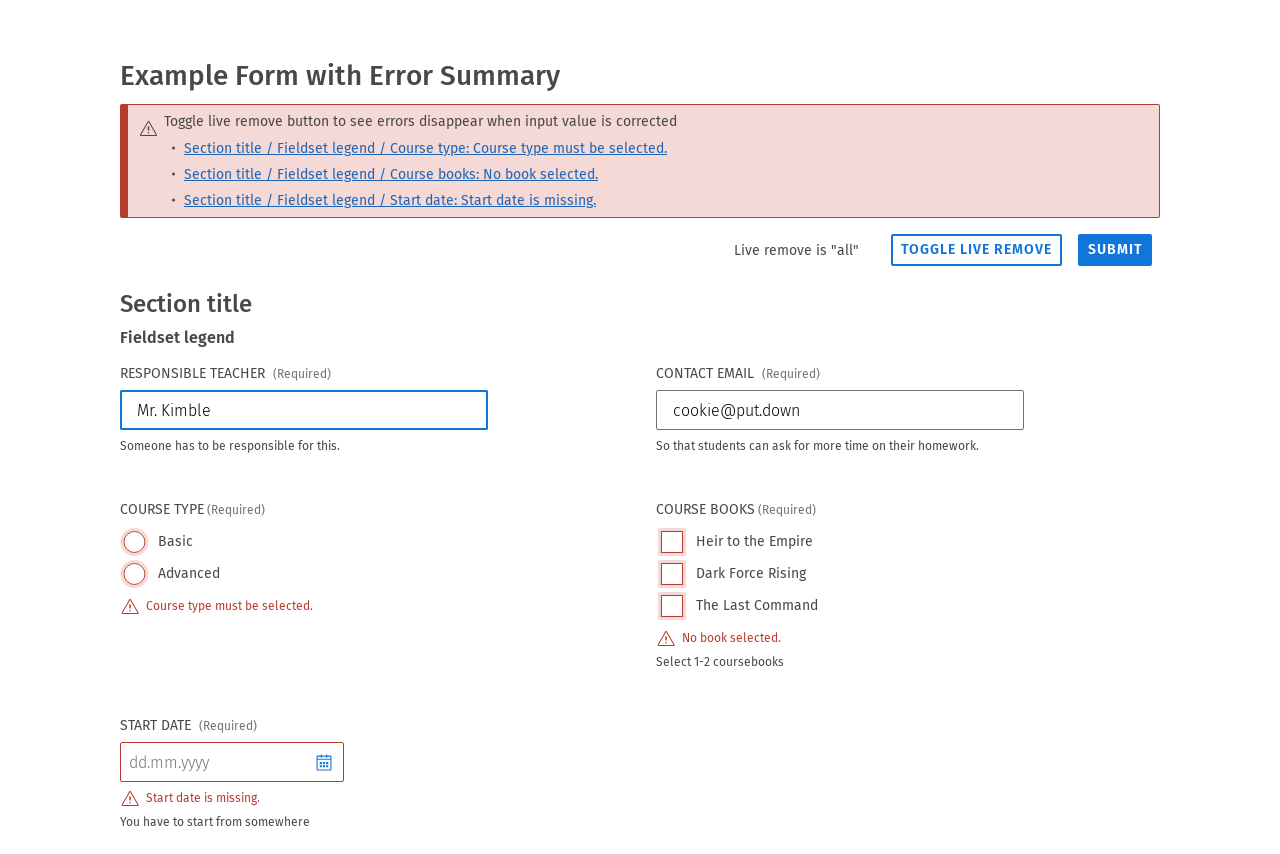 Example Form with Error Summary
Toggle live remove button to see errors disappear when input value is corrected
• Section title / Fieldset legend / Course type: Course type must be selected.
• Section title / Fieldset legend / Course books: No book selected.
• Section title / Fieldset legend / Start date: Start date is missing.
Live remove is "all" TOGGLE LIVE REMOVE SUBMIT
Section title
Fieldset legend
RESPONSIBLE TEACHER (Required)
Mr. Kimble
Someone has to be responsible for this.
CONTACT EMAIL (Required)
cookie@put.down
So that students can ask for more time on their homework.
COURSE TYPE (Required)
Basic
Advanced
Course type must be selected.
COURSE BOOKS (Required)
Heir to the Empire
Dark Force Rising
The Last Command
No book selected.
Select 1-2 coursebooks
START DATE (Required)
dd.mm.yyyy
Start date is missing.
You have to start from somewhere